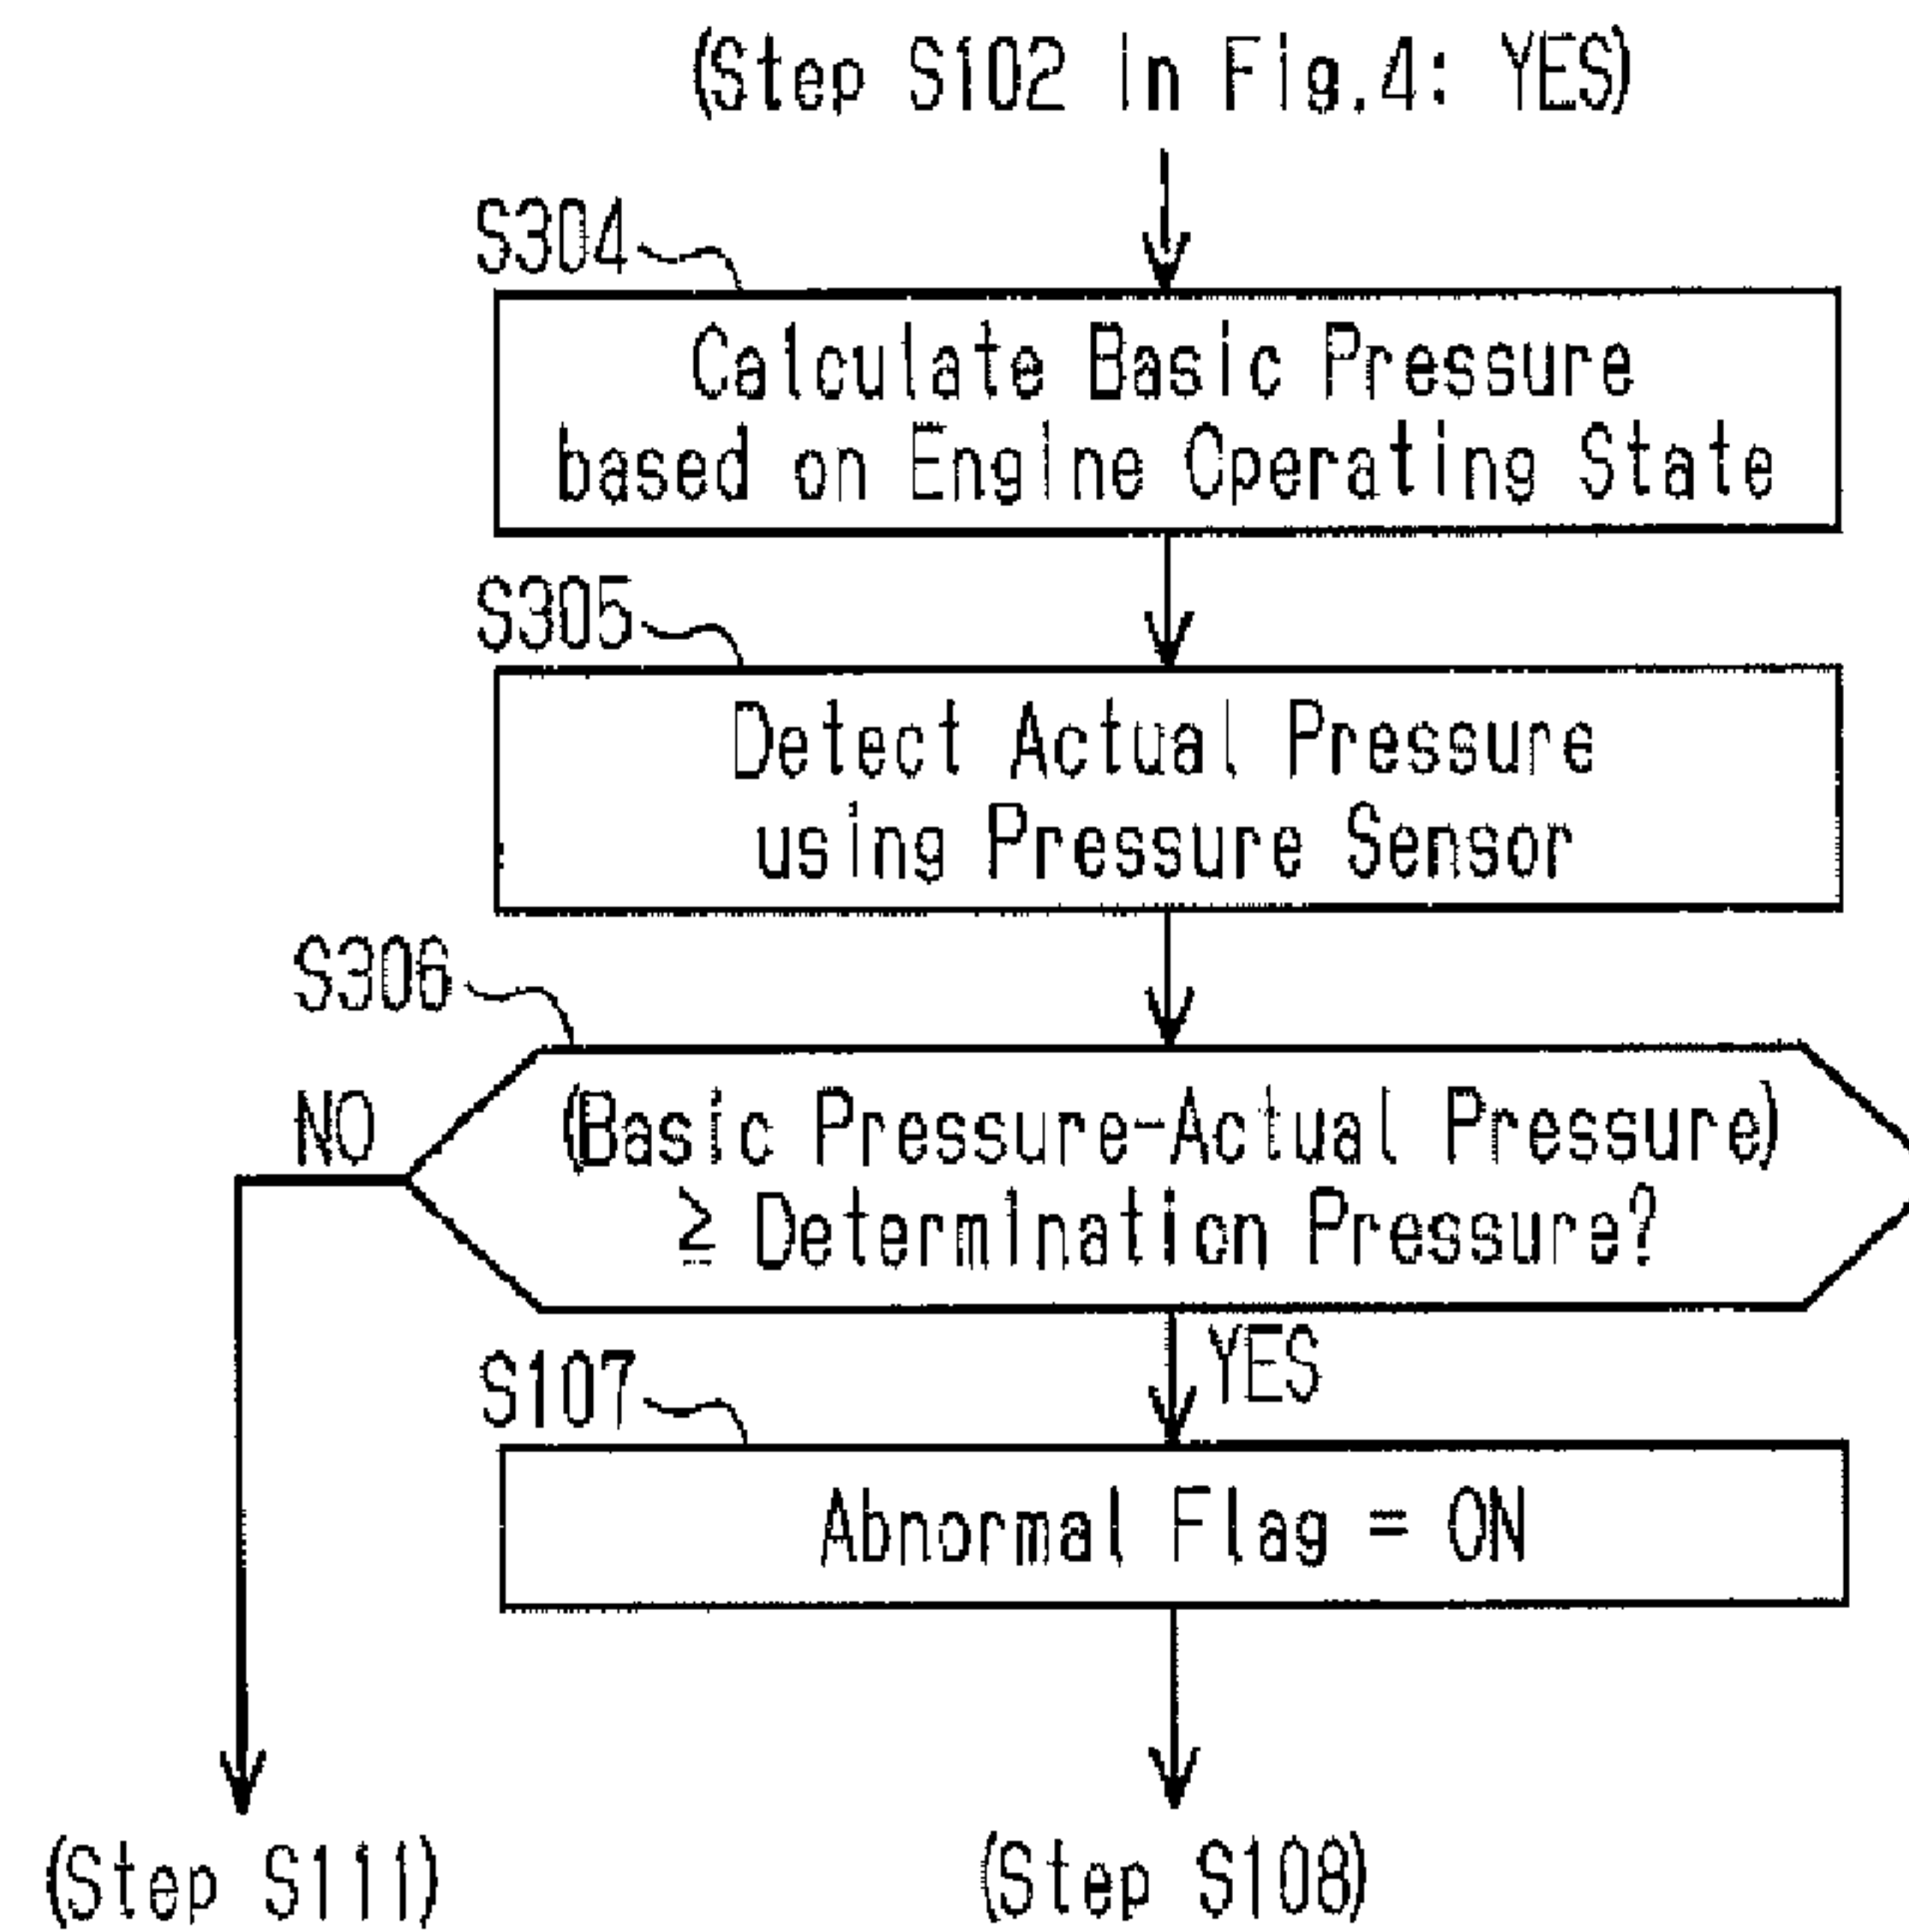 (Step S102 in Fig.4: YES)
S304
Calculate Basic Pressure
based on Engine Operating State
S305
Detect Actual Pressure
using Pressure Sensor
S306
NO
(Basic Pressure-Actual Pressure)
≥ Determination Pressure?
YES
S107
Abnormal Flag = ON
(Step S111)
(Step S108)